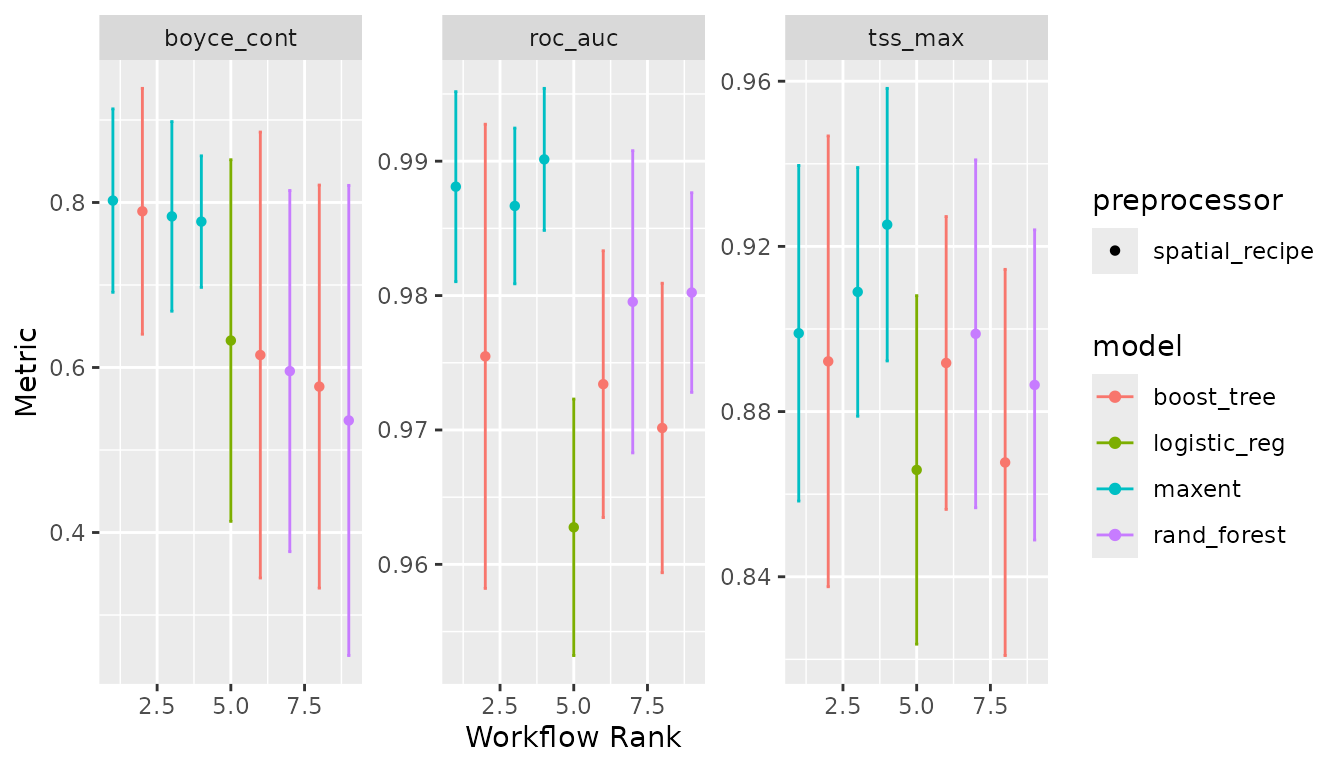 boyce_cont
roc_auc
tss_max
Metric
0.8
0.6
0.4
0.99
0.98
0.97
0.96
0.96
0.92
0.88
0.84
2.5 5.0 7.5
2.5 5.0 7.5
2.5 5.0 7.5
Workflow Rank
preprocessor
spatial_recipe
model
boost_tree
logistic_reg
maxent
rand_forest